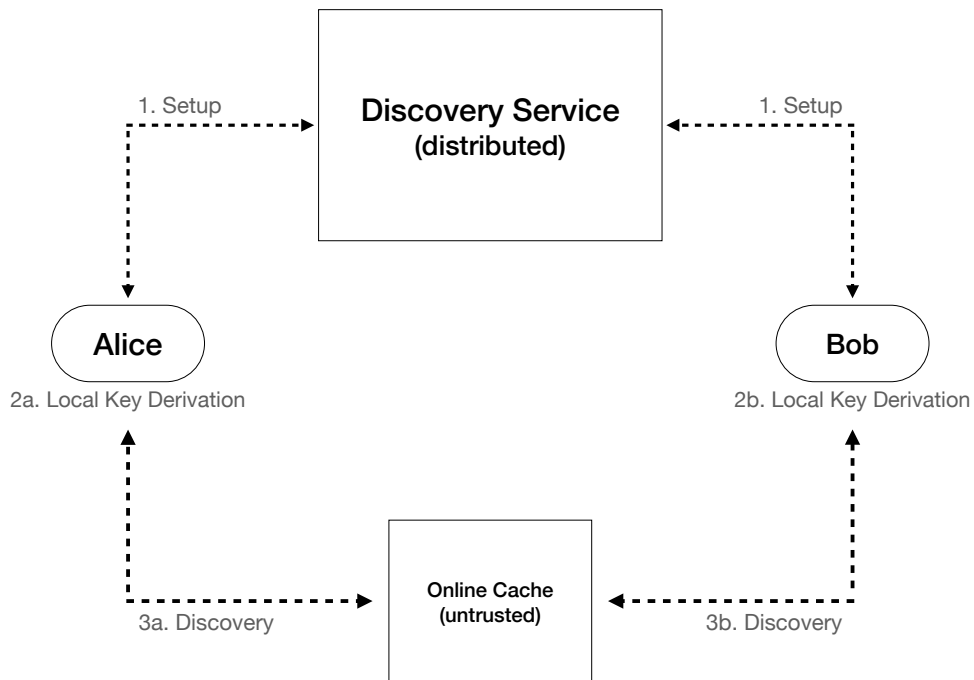 1. Setup
Discovery Service
(distributed)
1. Setup
Alice
Bob
2a. Local Key Derivation
2b. Local Key Derivation
Online Cache
(untrusted)
3a. Discovery
3b. Discovery